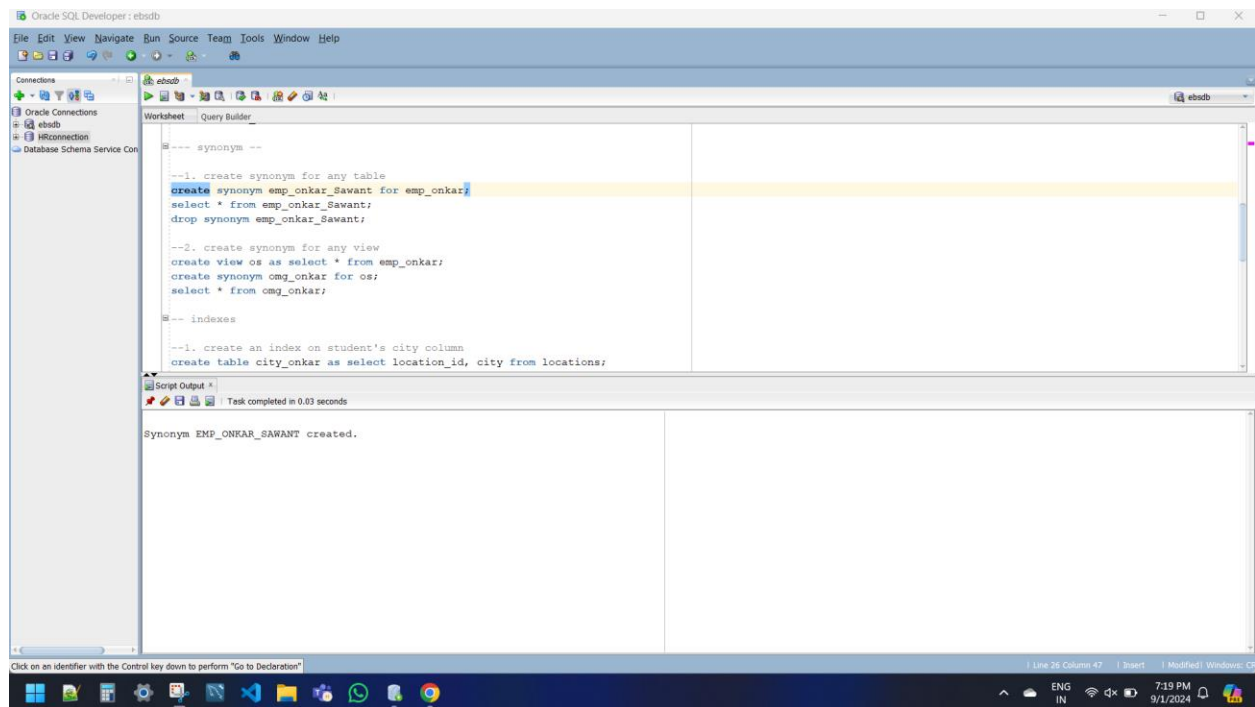 Oracle SQL Developer : ebsdb
File Edit View Navigate Run Source Team Tools Window Help
Connections
ebsdb
ebsdb
Oracle Connections
ebsdb
HRconnection
Database Schema Service Con
Worksheet Query Builder
--- synonym --
--1. create synonym for any table
create synonym emp_onkar_Sawant for emp_onkar;
select * from emp_onkar_Sawant;
drop synonym emp_onkar_Sawant;
--2. create synonym for any view
create view os as select * from emp_onkar;
create synonym omg_onkar for os;
select * from omg_onkar;
-- indexes
--1. create an index on student's city column
create table city_onkar as select location_id, city from locations;
Script Output
Task completed in 0.03 seconds
Synonym EMP_ONKAR_SAWANT created.
Click on an identifier with the Control key down to perform "Go to Declaration"
Line 26 Column 47 Insert Modified Windows: CR
ENG
IN
7:19 PM
9/1/2024